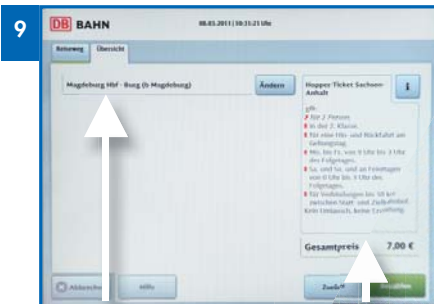 9
DB BAHN
08.03.2011 | 10:31:21 Uhr
Reiseweg Übersicht
Magdeburg Hbf - Burg (b Magdeburg)
Ändern
Hopper-Ticket Sachsen-
Anhalt
i
gilt:
für 2 Person
in der 2. Klasse
für eine Hin- und Rückfahrt am
Geltungstag
Mo. bis Fr. von 9 Uhr bis 3 Uhr
des Folgetages.
Sa. und So. und an Feiertagen
von 0 Uhr bis 3 Uhr des
Folgetages.
für Verbindungen bis 50 km
zwischen Start- und Zielbahnhof.
Kein Umtausch, keine Erstattung.
Gesamtpreis 7,00 €
Abbrechen
Hilfe
Zurück
Bezahlen